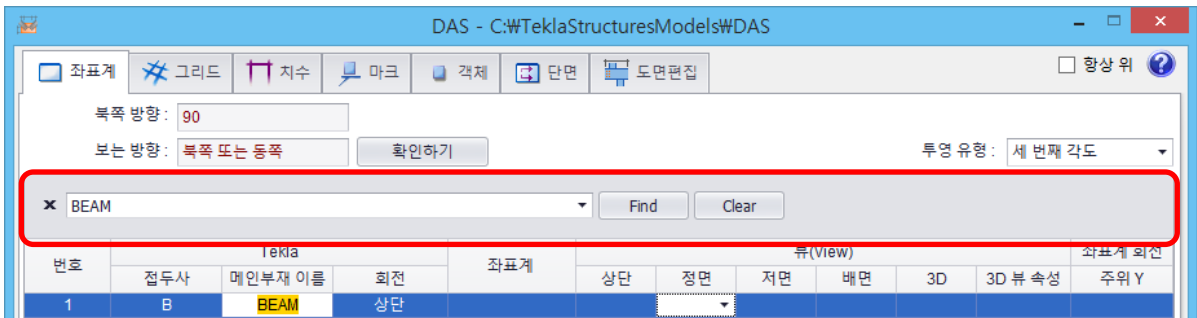 DAS - C:₩TeklaStructuresModels₩DAS
좌표계 그리드 치수 마크 객체 단면 도면편집 항상 위
북쪽 방향 : 90
보는 방향 : 북쪽 또는 동쪽 확인하기 투영 유형 : 세 번째 각도
x BEAM Find Clear
번호 Tekla 좌표계 뷰(View) 좌표계 회전
접두사 메인부재 이름 회전 상단 정면 저면 배면 3D 3D 뷰 속성 주위 Y
1 B BEAM 상단